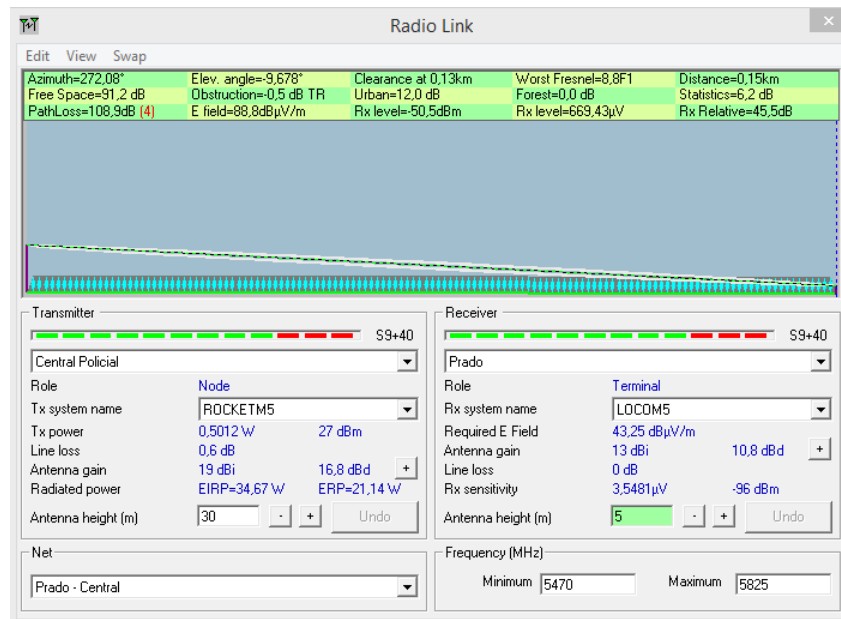 Radio Link
Edit View Swap
Azimuth=272,08° Elev. angle=-9,678° Clearance at 0,13km Worst Fresnel=8,8F1 Distance=0,15km
Free Space=91,2 dB Obstruction=-0,5 dB TR Urban=12,0 dB Forest=0,0 dB Statistics=6,2 dB
PathLoss=108,9dB (4) E field=88,8dBµV/m Rx level=-50,5dBm Rx level=669,43µV Rx Relative=45,5dB
Transmitter
S9+40
Central Policial
Role Node
Tx system name ROCKETM5
Tx power 0,5012 W 27 dBm
Line loss 0,6 dB
Antenna gain 19 dBi 16,8 dBd +
Radiated power EIRP=34,67 W ERP=21,14 W
Antenna height (m) 30 - + Undo
Net
Prado - Central
Receiver
S9+40
Prado
Role Terminal
Rx system name LOCOM5
Required E Field 43,25 dBµV/m
Antenna gain 13 dBi 10,8 dBd +
Line loss 0 dB
Rx sensitivity 3,5481µV -96 dBm
Antenna height (m) 5 - + Undo
Frequency (MHz)
Minimum 5470 Maximum 5825